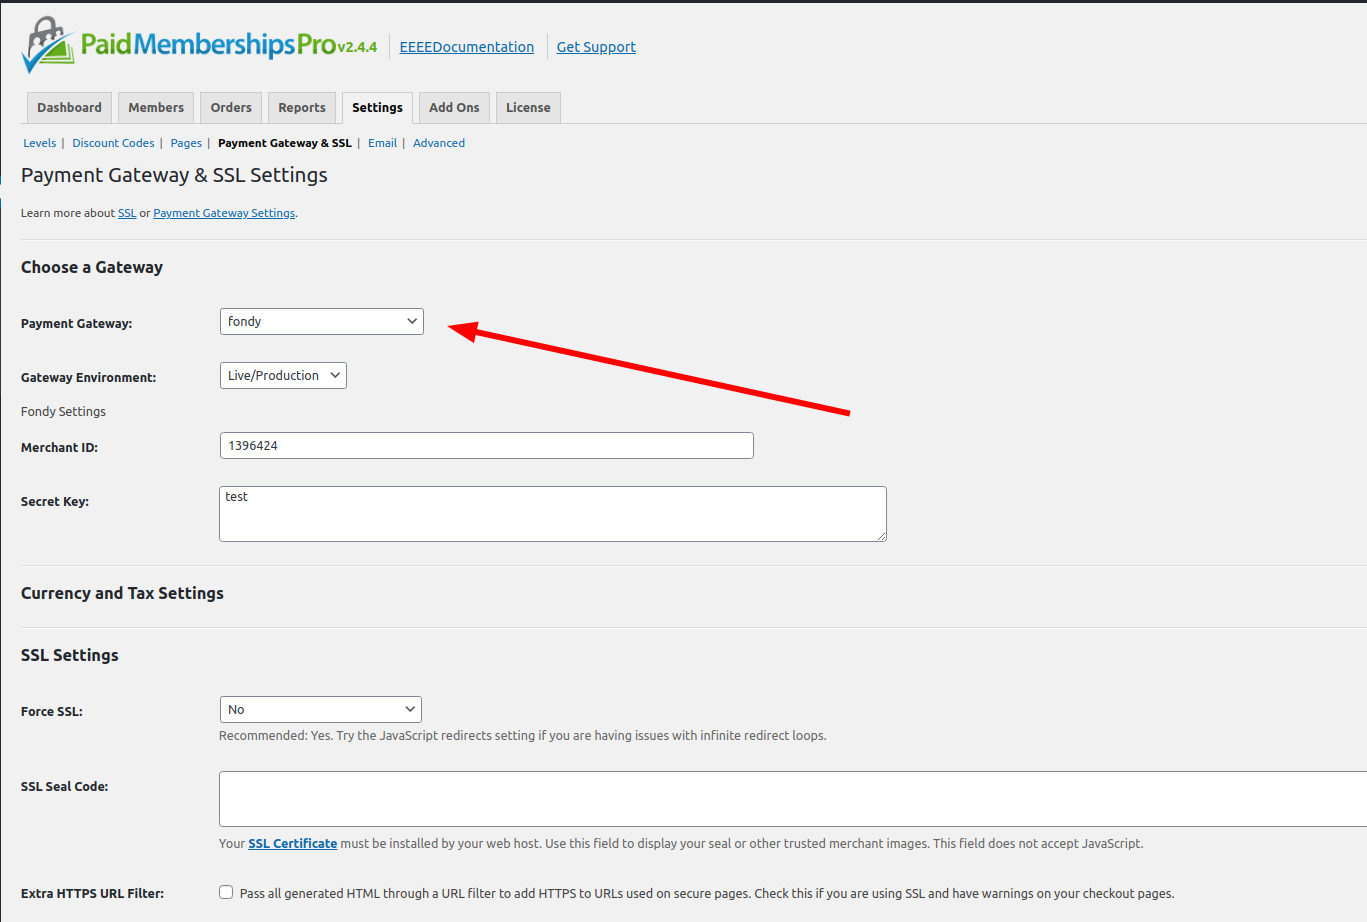 PaidMembershipsPro v2.4.4 EEEEDocumentation Get Support
Dashboard Members Orders Reports Settings Add Ons License
Levels | Discount Codes | Pages | Payment Gateway & SSL | Email | Advanced
Payment Gateway & SSL Settings
Learn more about SSL or Payment Gateway Settings.
Choose a Gateway
Payment Gateway: fondy
Gateway Environment: Live/Production
Fondy Settings
Merchant ID: 1396424
Secret Key: test
Currency and Tax Settings
SSL Settings
Force SSL: No
Recommended: Yes. Try the JavaScript redirects setting if you are having issues with infinite redirect loops.
SSL Seal Code:
Your SSL Certificate must be installed by your web host. Use this field to display your seal or other trusted merchant images. This field does not accept JavaScript.
Extra HTTPS URL Filter: Pass all generated HTML through a URL filter to add HTTPS to URLs used on secure pages. Check this if you are using SSL and have warnings on your checkout pages.